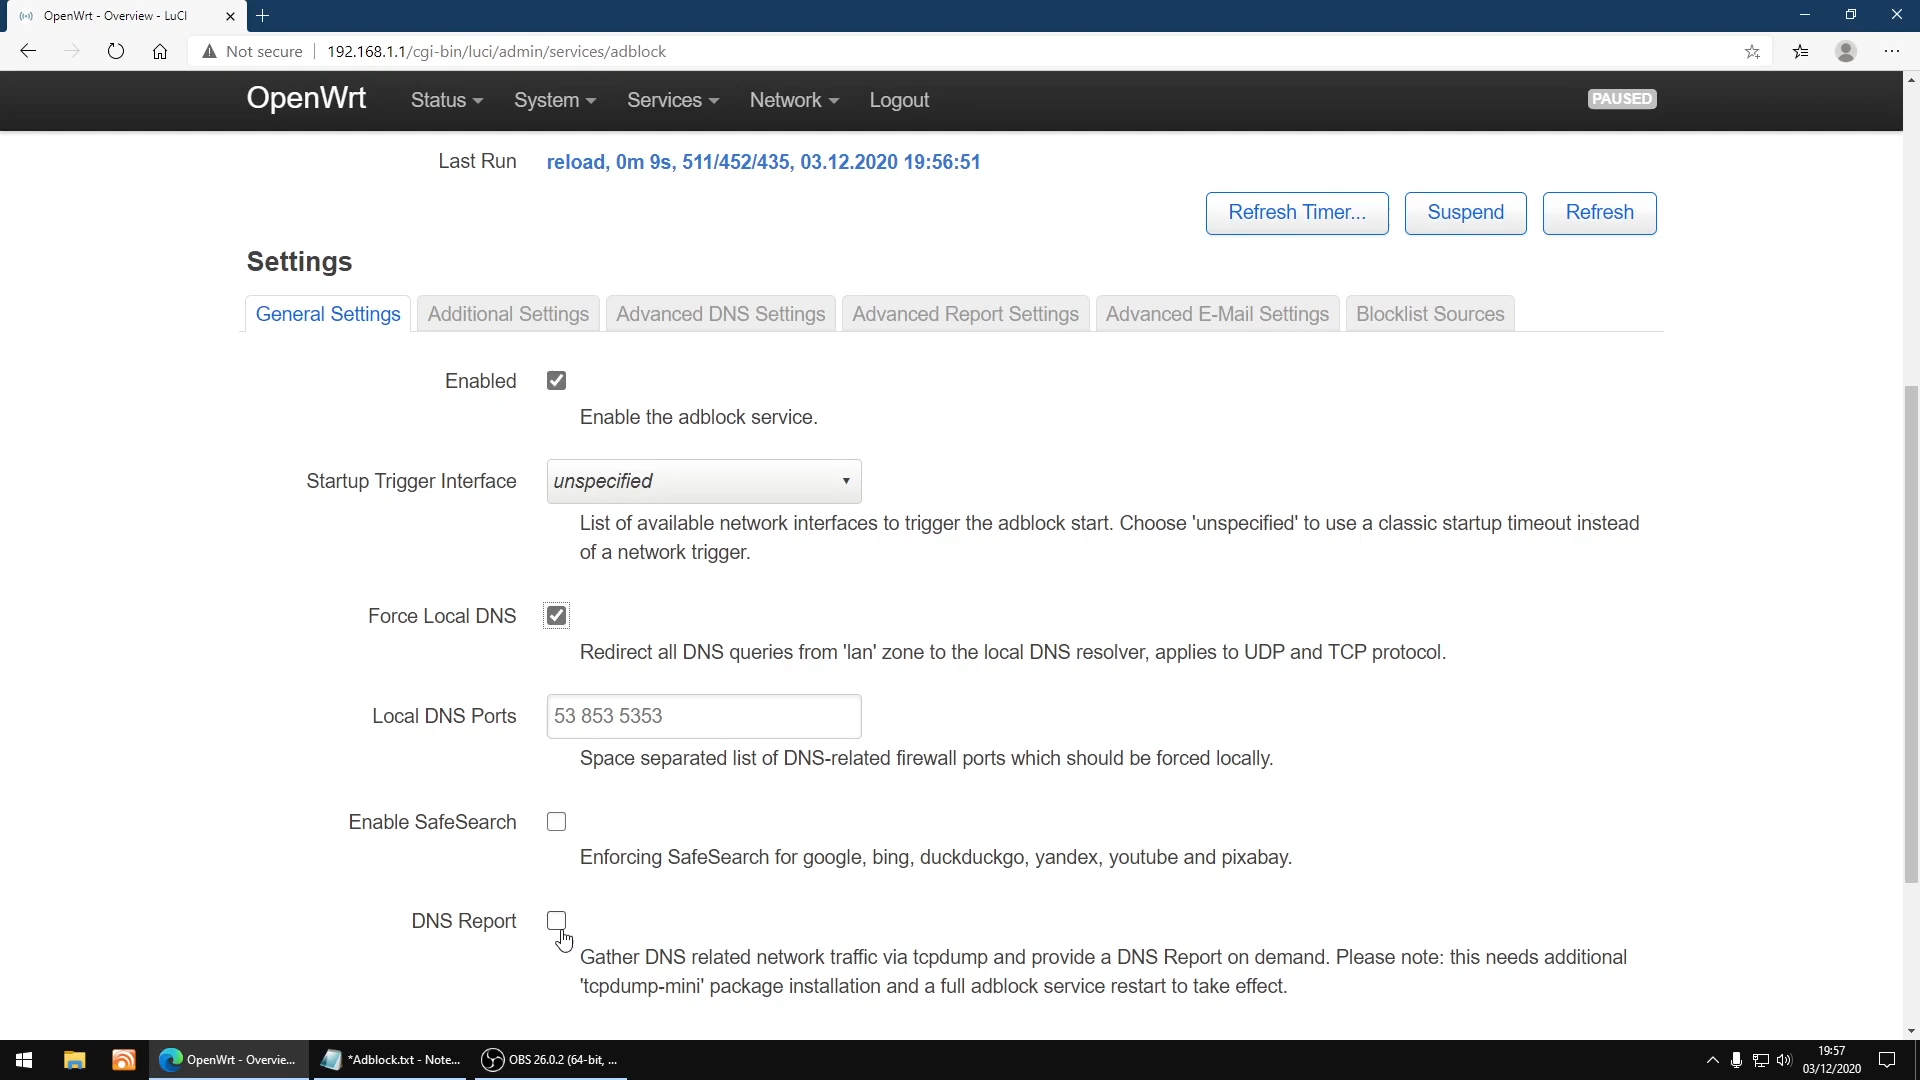 OpenWrt - Overview - LuCI
Not secure
192.168.1.1/cgi-bin/luci/admin/services/adblock
OpenWrt Status System Services Network Logout PAUSED
Last Run reload, 0m 9s, 511/452/435, 03.12.2020 19:56:51
Refresh Timer... Suspend Refresh
Settings
General Settings Additional Settings Advanced DNS Settings Advanced Report Settings Advanced E-Mail Settings Blocklist Sources
Enabled
Enable the adblock service.
Startup Trigger Interface unspecified
List of available network interfaces to trigger the adblock start. Choose 'unspecified' to use a classic startup timeout instead
of a network trigger.
Force Local DNS
Redirect all DNS queries from 'lan' zone to the local DNS resolver, applies to UDP and TCP protocol.
Local DNS Ports 53 853 5353
Space separated list of DNS-related firewall ports which should be forced locally.
Enable SafeSearch
Enforcing SafeSearch for google, bing, duckduckgo, yandex, youtube and pixabay.
DNS Report
Gather DNS related network traffic via tcpdump and provide a DNS Report on demand. Please note: this needs additional
'tcpdump-mini' package installation and a full adblock service restart to take effect.
OpenWrt - Overvie... *Adblock.txt - Note... OBS 26.0.2 (64-bit, ... 19:57
03/12/2020